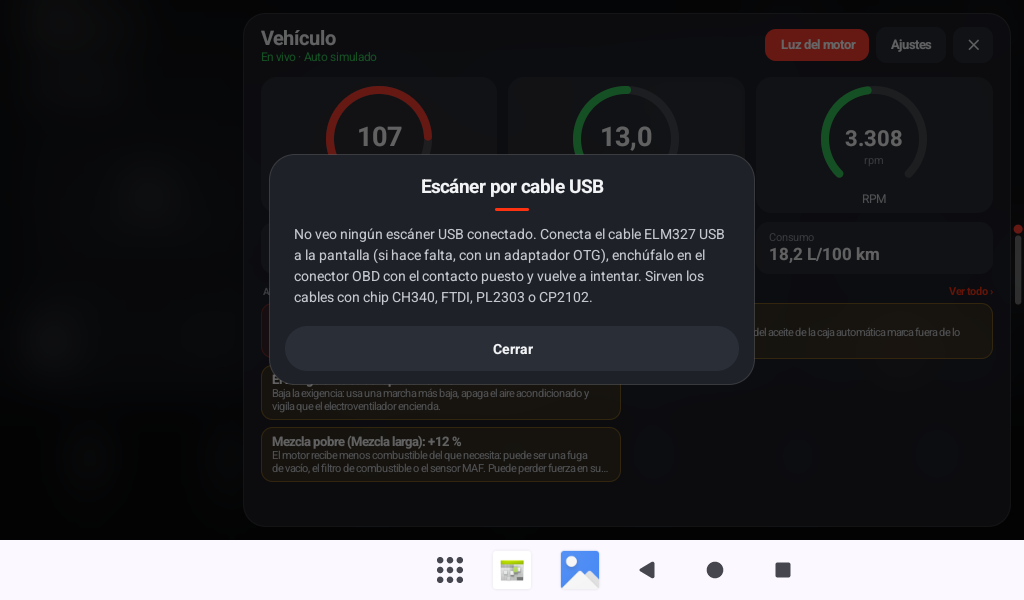 Vehículo
En vivo · Auto simulado
Luz del motor
Ajustes
107
13,0
3.308
rpm
RPM
Escáner por cable USB
No veo ningún escáner USB conectado. Conecta el cable ELM327 USB
a la pantalla (si hace falta, con un adaptador OTG), enchúfalo en el
conector OBD con el contacto puesto y vuelve a intentar. Sirven los
cables con chip CH340, FTDI, PL2303 o CP2102.
Cerrar
Consumo
18,2 L/100 km
Ver todo ›
del aceite de la caja automática marca fuera de lo
Baja la exigencia: usa una marcha más baja, apaga el aire acondicionado y
vigila que el electroventilador encienda.
Mezcla pobre (Mezcla larga): +12 %
El motor recibe menos combustible del que necesita: puede ser una fuga
de vacío, el filtro de combustible o el sensor MAF. Puede perder fuerza en su...